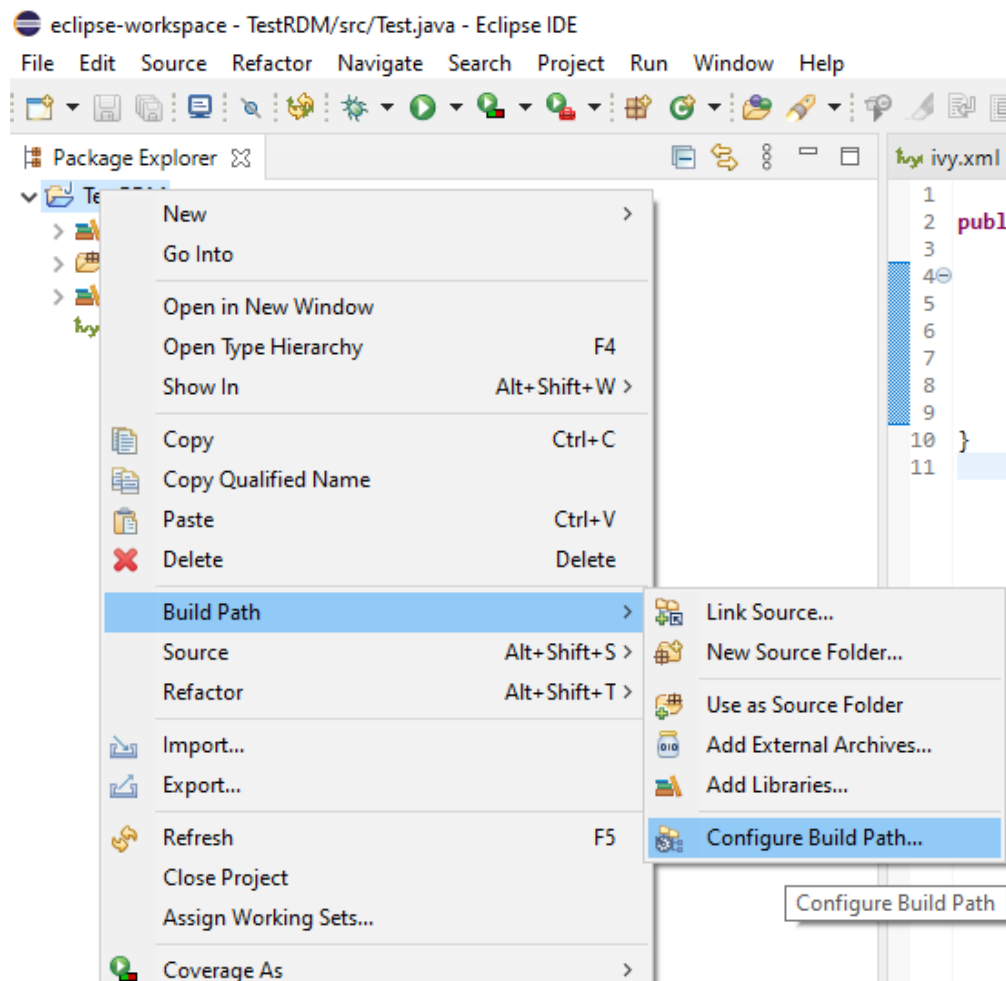 eclipse-workspace - TestRDM/src/Test.java - Eclipse IDE
File Edit Source Refactor Navigate Search Project Run Window Help
Package Explorer
ivy.xml
1
2 publ
3
4
5
6
7
8
9
10 }
11
New
Go Into
Open in New Window
Open Type Hierarchy F4
Show In Alt+Shift+W >
Copy Ctrl+C
Copy Qualified Name
Paste Ctrl+V
Delete Delete
Build Path
Source Alt+Shift+S >
Refactor Alt+Shift+T >
Import...
Export...
Refresh F5
Close Project
Assign Working Sets...
Coverage As
Link Source...
New Source Folder...
Use as Source Folder
Add External Archives...
Add Libraries...
Configure Build Path...
Configure Build Path